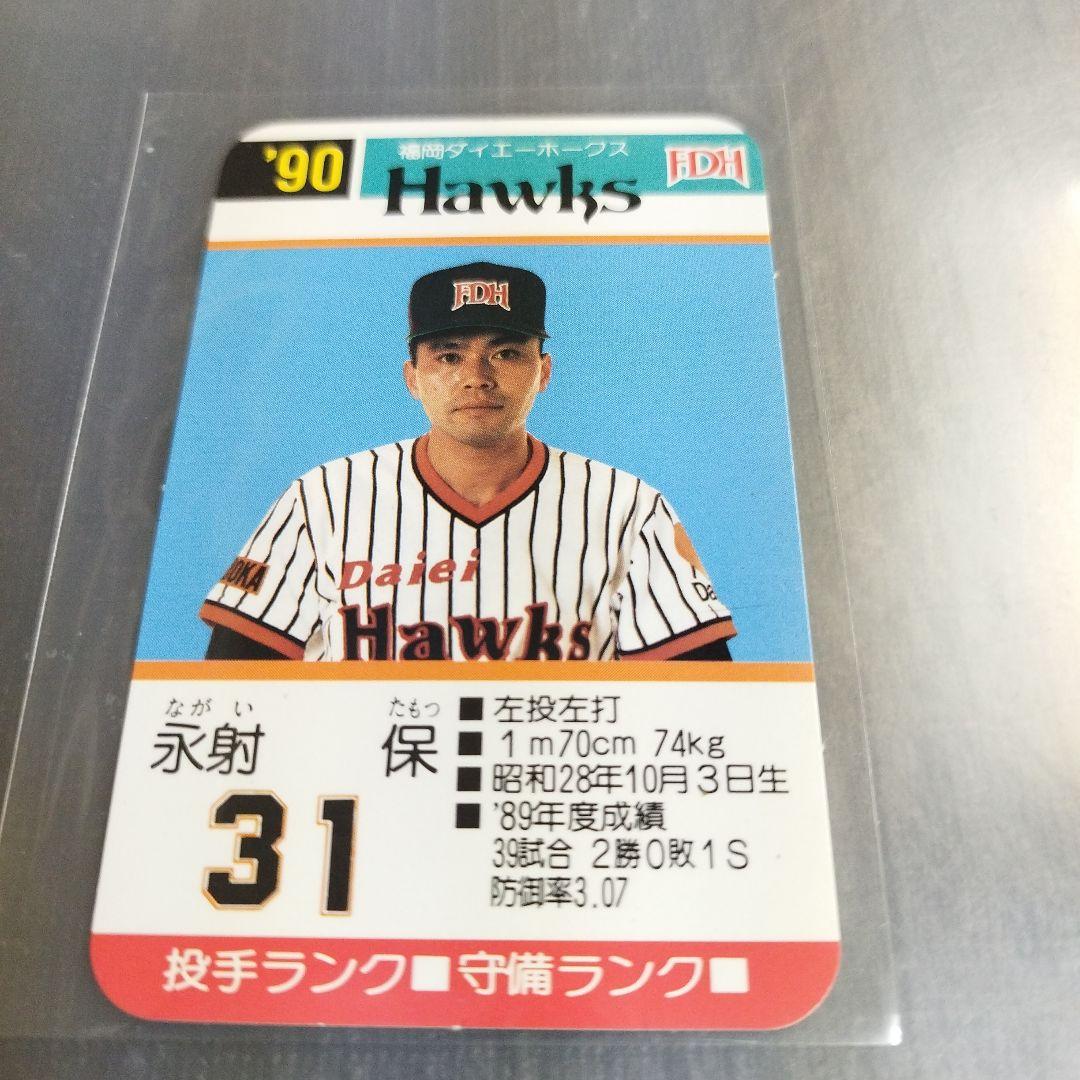 '90
福岡ダイエーホークス
Hawks
FDH
FDH
OKA
Daiei
Hawks
Da
ながい たもつ
永射 保
31
■左投左打
■1m70cm 74kg
■昭和28年10月3日生
■'89年度成績
39試合 2勝0敗1S
防御率3.07
投手ランク■守備ランク■